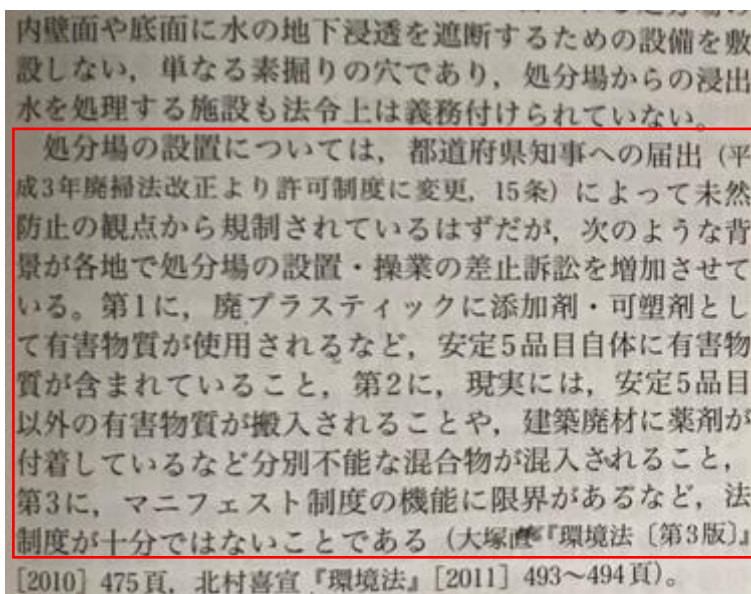 内壁面や底面に水の地下浸透を遮断するための設備を敷
設しない，単なる素掘りの穴であり，処分場からの浸出
水を処理する施設も法令上は義務付けられていない。
処分場の設置については，都道府県知事への届出（平
成3年廃掃法改正より許可制度に変更，15条）によって未然
防止の観点から規制されているはずだが，次のような背
景が各地で処分場の設置・操業の差止訴訟を増加させて
いる。第1に，廃プラスティックに添加剤・可塑剤とし
て有害物質が使用されるなど，安定5品目自体に有害物
質が含まれていること，第2に，現実には，安定5品目
以外の有害物質が搬入されることや，建築廃材に薬剤が
付着しているなど分別不能な混合物が混入されること，
第3に，マニフェスト制度の機能に限界があるなど，法
制度が十分ではないことである（大塚直『環境法〔第3版〕』
[2010] 475頁，北村喜宣『環境法』[2011] 493～494頁）。